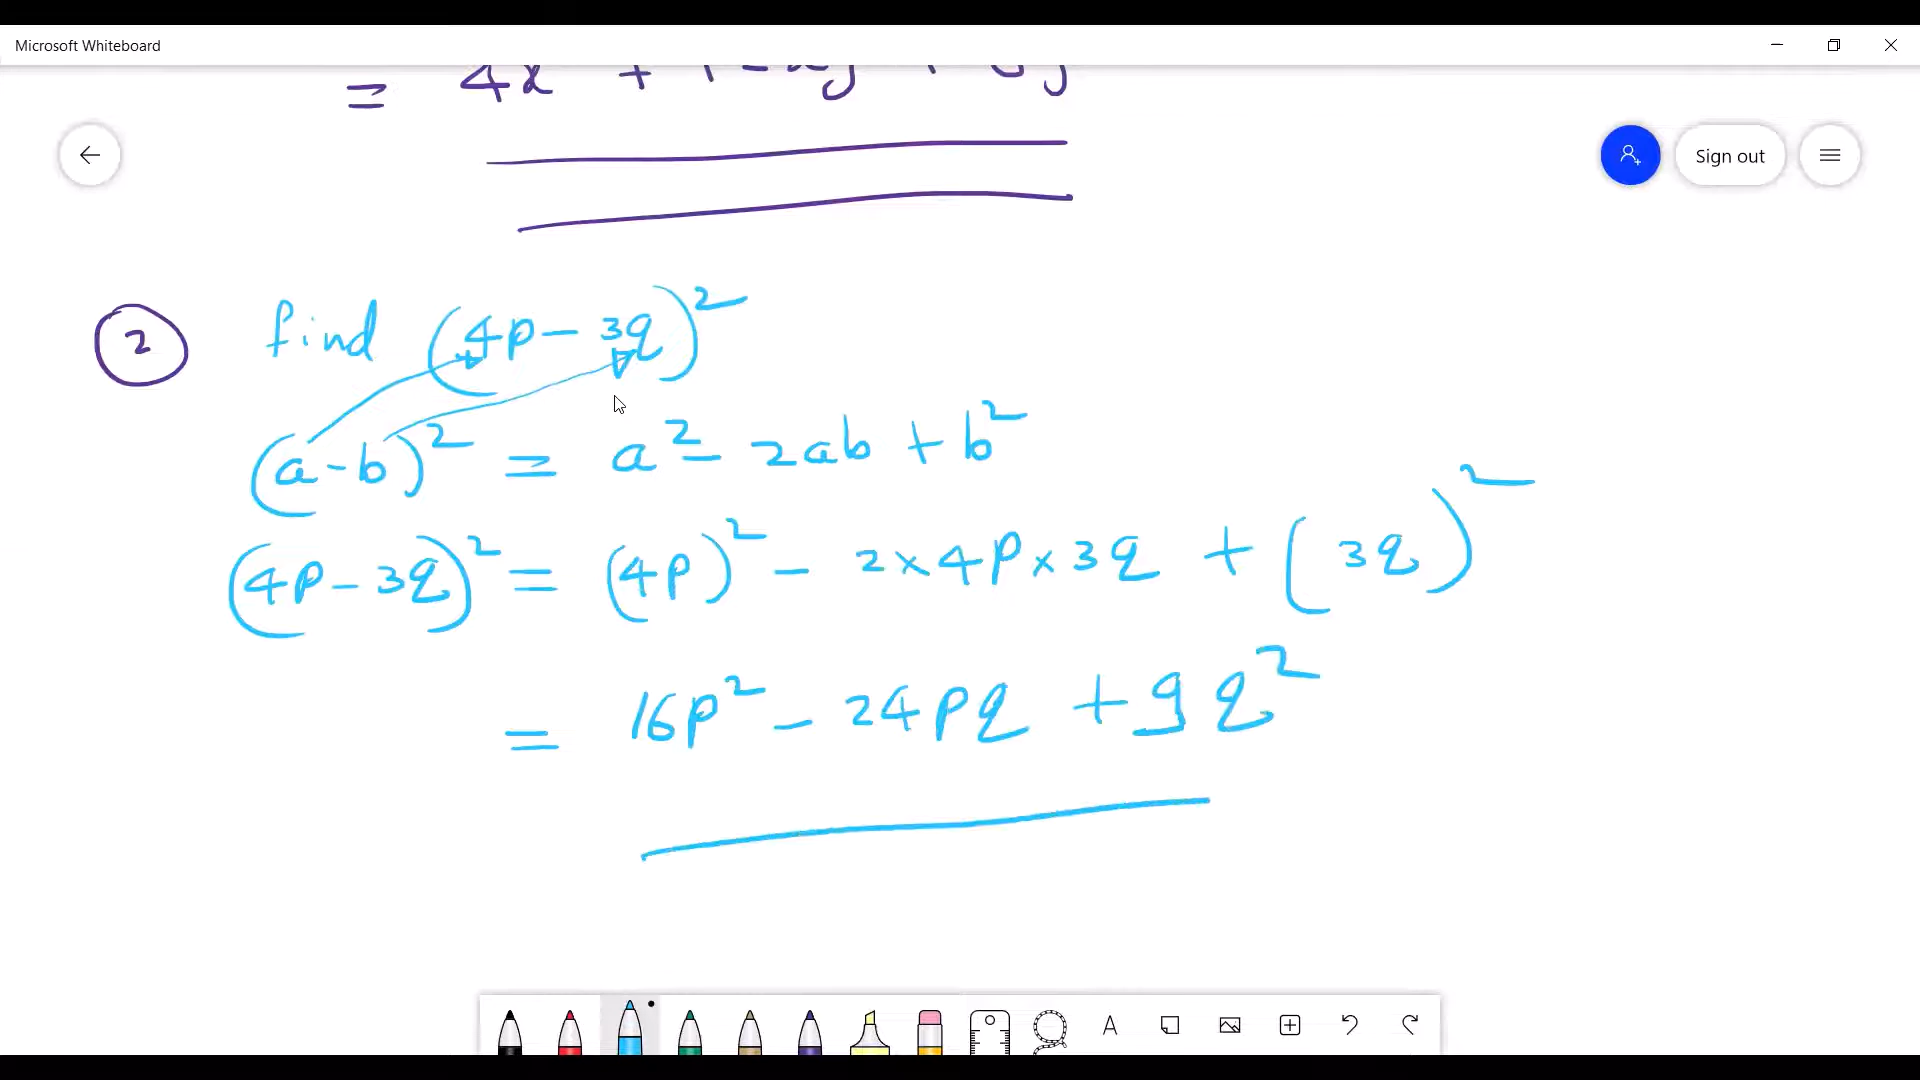 Microsoft Whiteboard
Sign out
= 4x +
2 find (4p - 3q)²
(a-b)² = a² - 2ab + b²
(4p - 3q)² = (4p)² - 2 × 4p × 3q + (3q)²
= 16p² - 24pq + 9q²
A